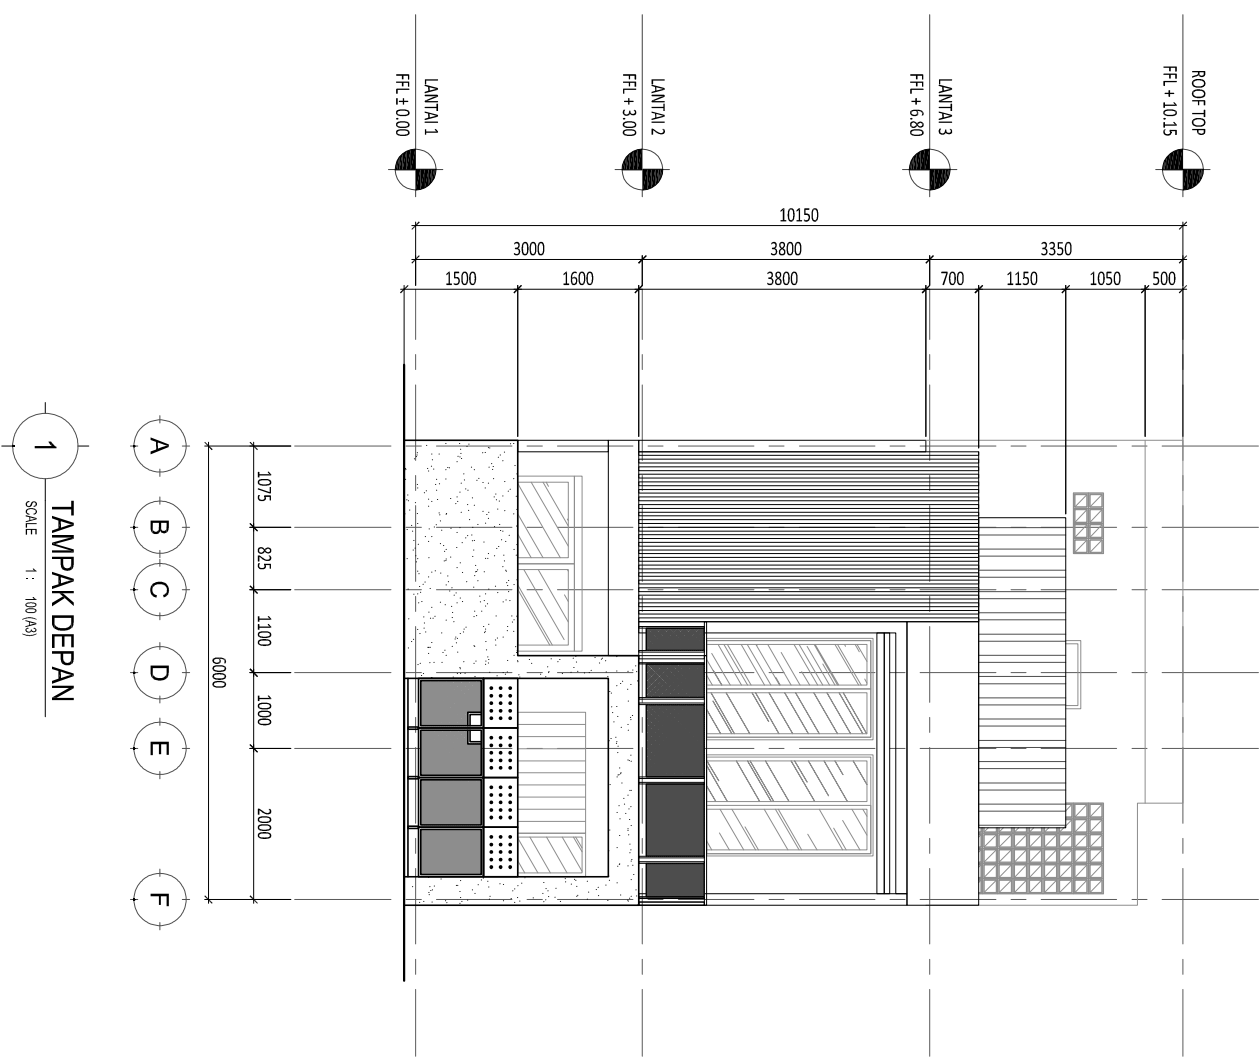 ROOF TOP
FFL + 10.15
LANTAI 3
FFL + 6.80
LANTAI 2
FFL + 3.00
LANTAI 1
FFL ± 0.00
10150
3000
3800
3350
1500
1600
3800
700
1150
1050
500
1075
825
1100
1000
2000
6000
A
B
C
D
E
F
1
TAMPAK DEPAN
SCALE 1 : 100 (A3)